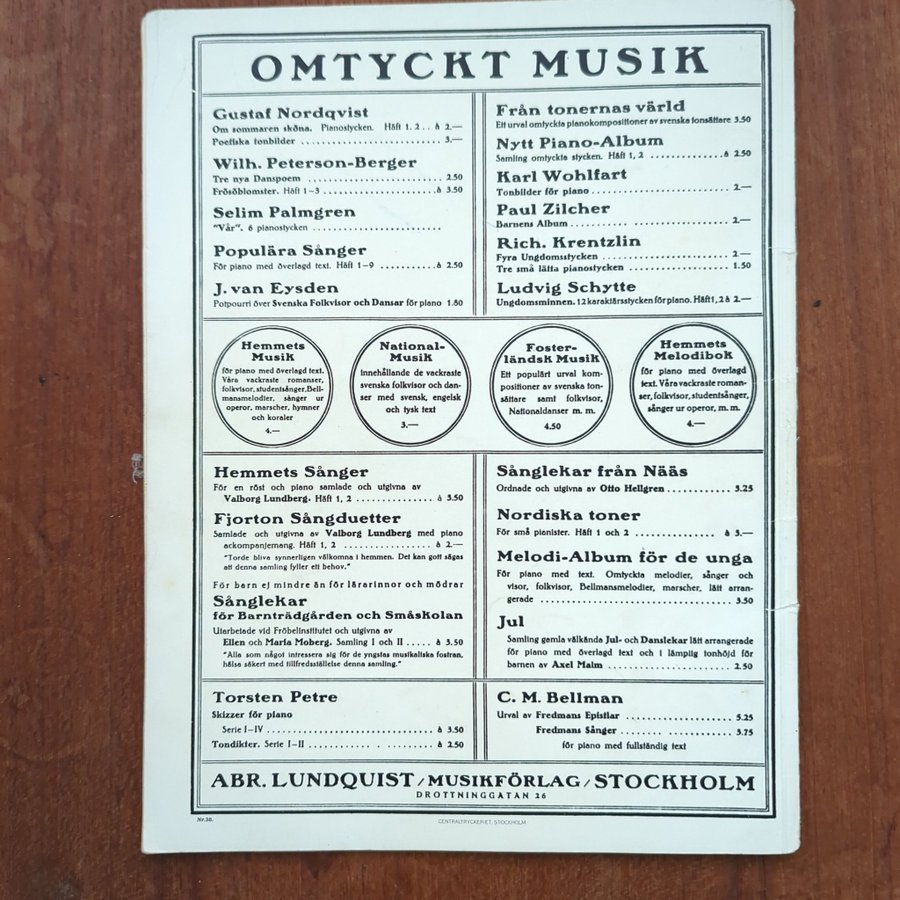 OMTYCKT MUSIK
Gustaf Nordqvist
Om sommaren sköna. Pianostycken. Häft 1. 2 .. à 2.—
Poetiska tonbilder .......................... 3.—
Wilh. Peterson-Berger
Tre nya Danspoem .......................... 2.50
Frösöblomster. Häft 1–3 .......................... à 3.50
Selim Palmgren
"Vår". 6 pianostycken ..........................
Populära Sånger
För piano med överlagd text. Häft 1–9 ........... à 2.50
J. van Eysden
Potpourri över Svenska Folkvisor och Dansar för piano 1.80
Från tonernas värld
Ett urval omtyckta pianokompositioner av svenska tonsättare 3.50
Nytt Piano-Album
Samling omtyckta stycken. Häft 1, 2 .............. à 2.50
Karl Wohlfart
Tonbilder för piano .......................... 2.—
Paul Zilcher
Barnens Album .......................... 2.—
Rich. Krentzlin
Fyra Ungdomsstycken .......................... 2.—
Tre små lätta pianostycken .......................... 1.50
Ludvig Schytte
Ungdomsminnen. 12 karaktärsstycken för piano. Häft 1, 2 à 2.—
Hemmets
Musik
för piano med överlagd text.
Våra vackraste romanser,
folkvisor, studentsånger, Bell-
mansmelodier, sånger ur
operor, marscher, hymner
och koraler
4.—
National-
Musik
Innehållande de vackraste
svenska folkvisor och dan-
ser med svensk, engelsk
och tysk text
3.—
Foster-
ländsk Musik
Ett populärt urval kom-
positioner av svenska ton-
sättare samt folkvisor,
Nationaldanser m. m.
4.50
Hemmets
Melodibok
för piano med överlagd
text. Våra vackraste roman-
ser, folkvisor, studentsånger,
sånger ur operor, m. m.
4.—
Hemmets Sånger
För en röst och piano samlade och utgivna av
Valborg Lundberg. Häft 1, 2 ................. à 3.50
Fjorton Sångduetter
Samlade och utgivna av Valborg Lundberg med piano
ackompanjemang. Häft 1, 2 ................. à 2.—
"Torde bliva synnerligen välkomna i hemmen. Det kan gott sägas
att denna samling fyller ett behov."
För barn ej mindre än för lärarinnor och mödrar
Sånglekar
för Barnträdgården och Småskolan
Utarbetade vid Fröbelinstitutet och utgivna av
Ellen och Maria Moberg. Samling I och II ..... à 3.50
"Alla som något intressera sig för de yngstas musikaliska fostran,
hälsa säkert med tillfredsställelse denna samling."
Sånglekar från Nääs
Ordnade och utgivna av Otto Hellgren ........... 3.25
Nordiska toner
För små pianister. Häft 1 och 2 .............. à 3.—
Melodi-Album för de unga
För piano med text. Omtyckta melodier, sånger och
visor, folkvisor, Bellmansmelodier, marscher, lätt arran-
gerade .......................... 3.50
Jul
Samling gamla välkända Jul- och Danslekar lätt arrangerade
för piano med överlagd text och i lämplig tonhöjd för
barnen av Axel Malm .......................... 2.50
Torsten Petre
Skizzer för piano
Serie I–IV .......................... à 3.50
Tondikter. Serie I–II .......................... à 2.50
C. M. Bellman
Urval av Fredmans Epistlar .................... 5.25
Fredmans Sånger .................... 3.75
för piano med fullständig text
ABR. LUNDQUIST / MUSIKFÖRLAG / STOCKHOLM
DROTTNINGGATAN 26
Nr.38.
CENTRALTRYCKERIET, STOCKHOLM